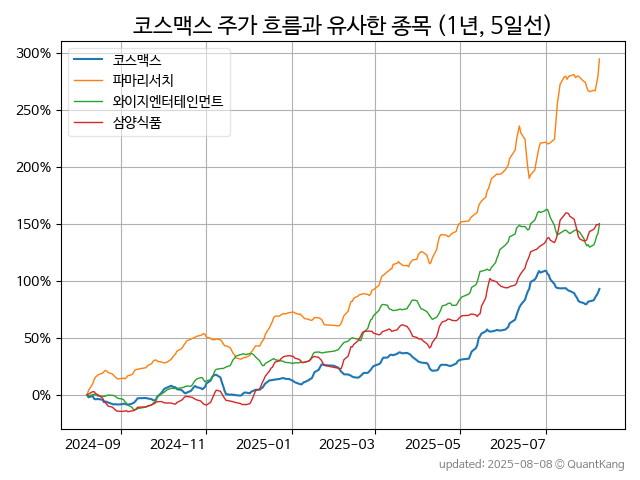 코스맥스 주가 흐름과 유사한 종목 (1년, 5일선)
코스맥스
파마리서치
와이지엔터테인먼트
삼양식품
300%
250%
200%
150%
100%
50%
0%
2024-09 2024-11 2025-01 2025-03 2025-05 2025-07
updated: 2025-08-08 © QuantKang